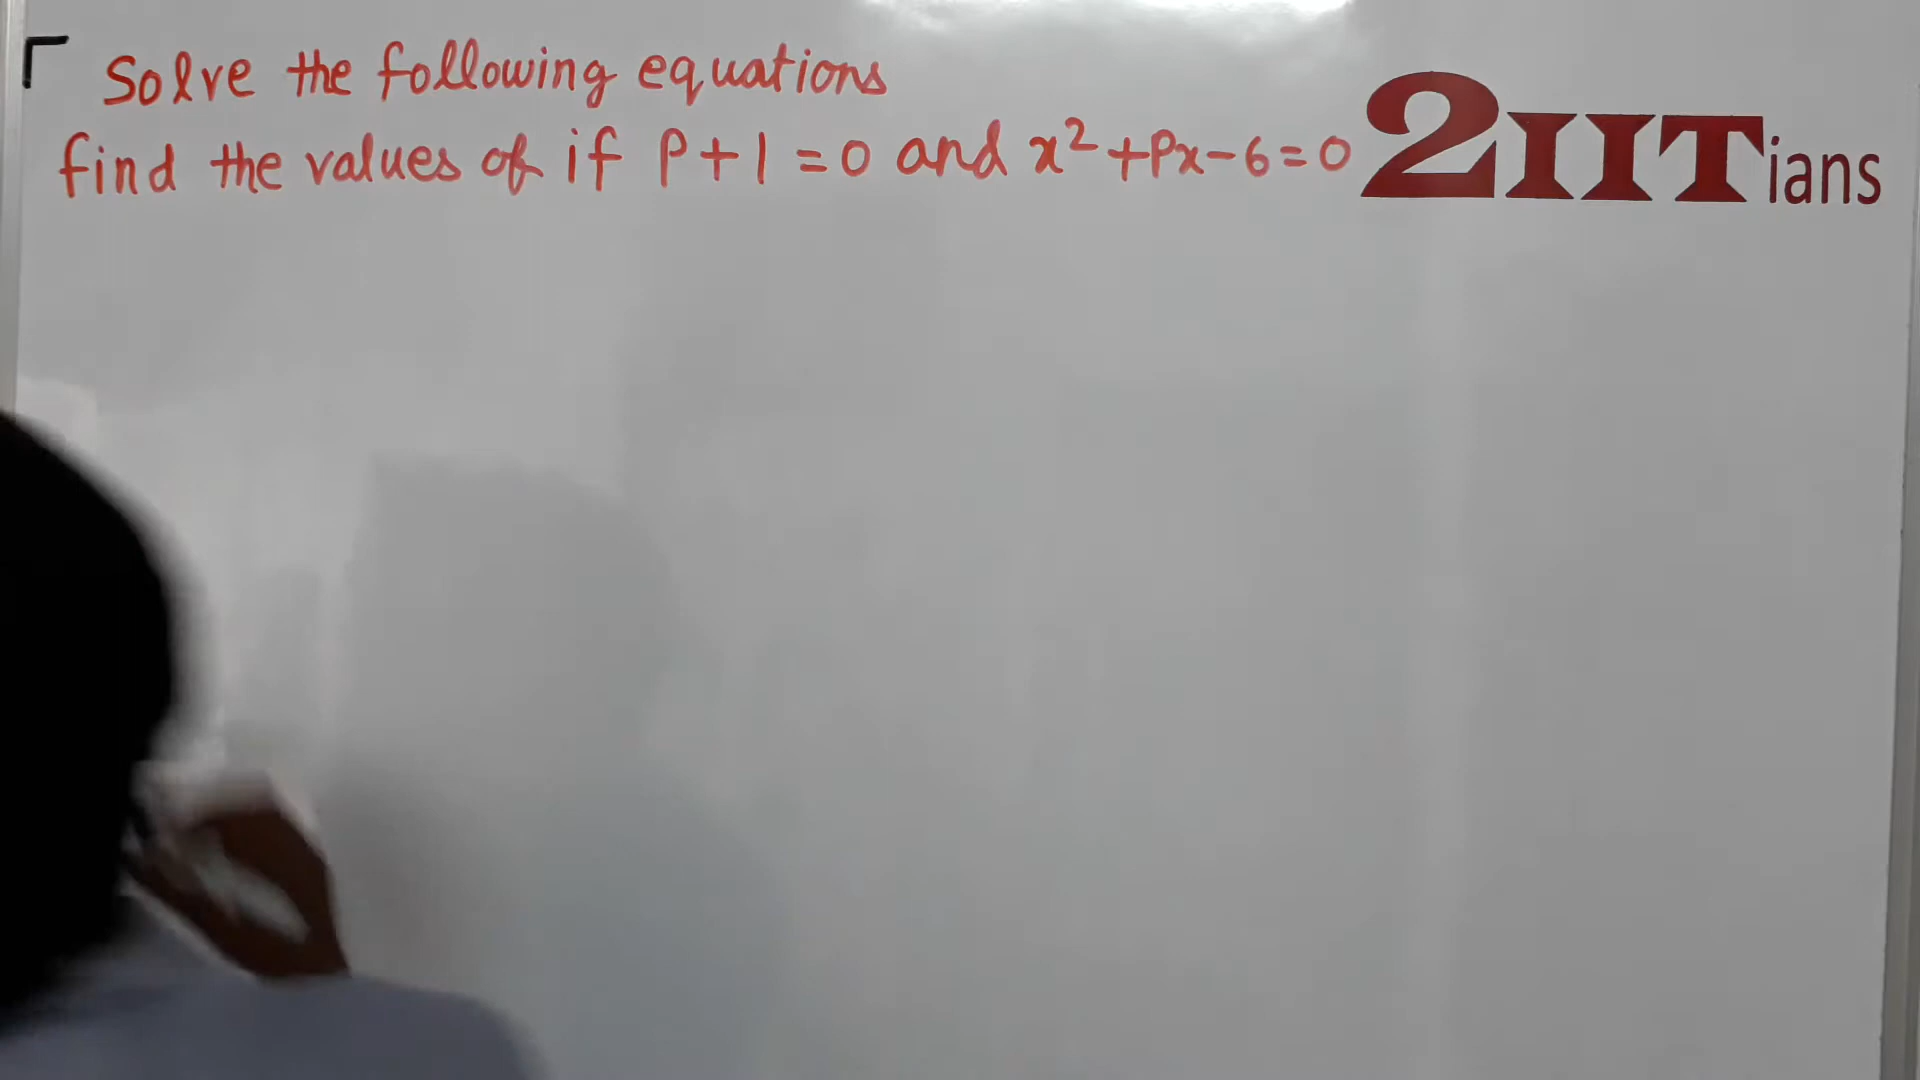 Solve the following equations
find the values of if P+1=0 and x²+Px-6=0
2IITians